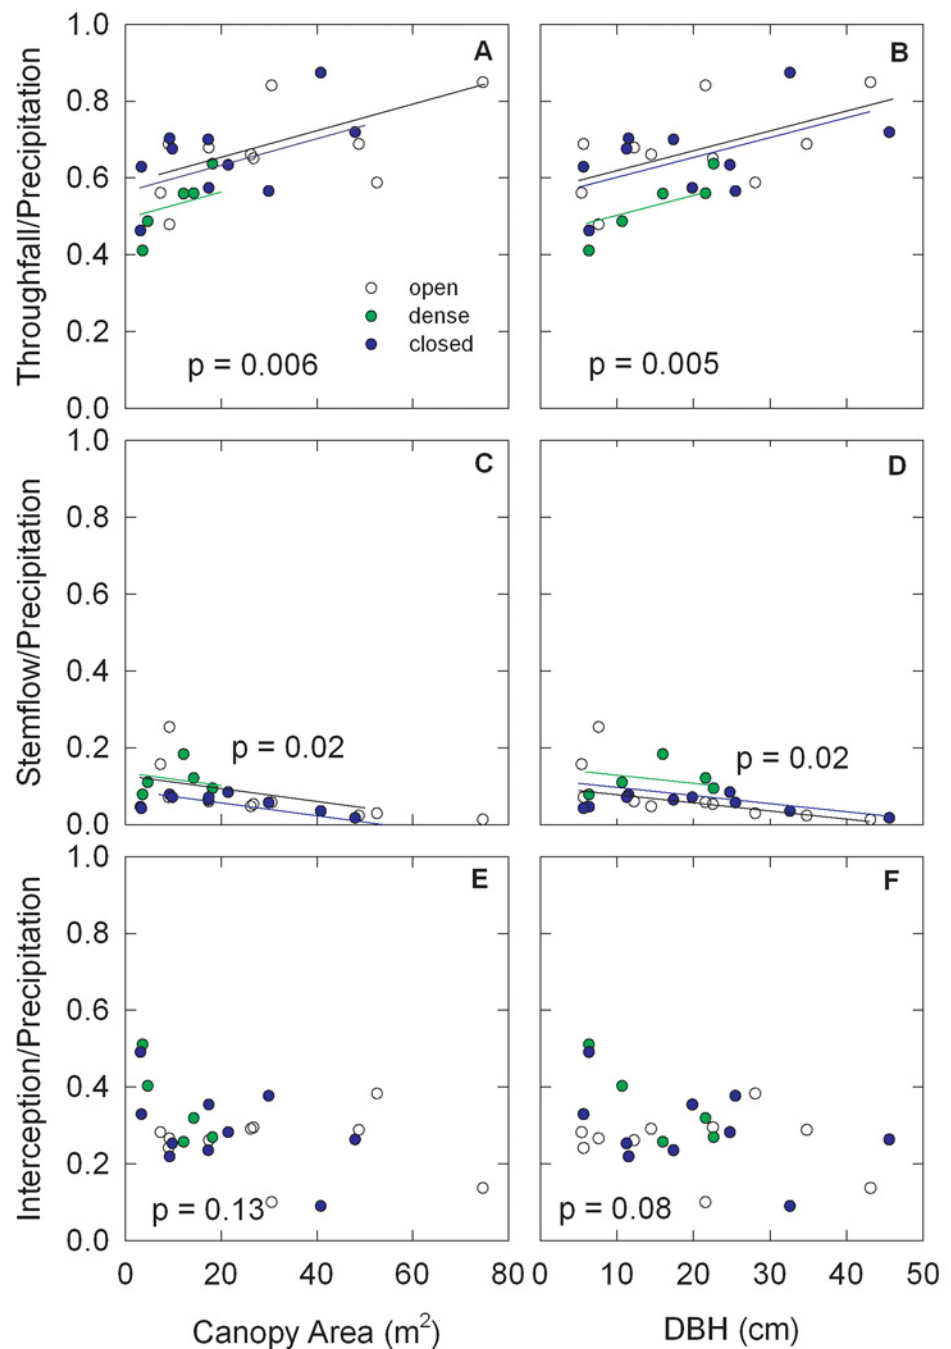 1.0
0.8
0.6
0.4
0.2
0.0
Throughfall/Precipitation
A
open
dense
closed
p = 0.006
B
p = 0.005
1.0
0.8
0.6
0.4
0.2
0.0
Stemflow/Precipitation
C
p = 0.02
D
p = 0.02
1.0
0.8
0.6
0.4
0.2
0.0
Interception/Precipitation
E
p = 0.13
F
p = 0.08
0 20 40 60 80
0 10 20 30 40 50
Canopy Area (m²)
DBH (cm)